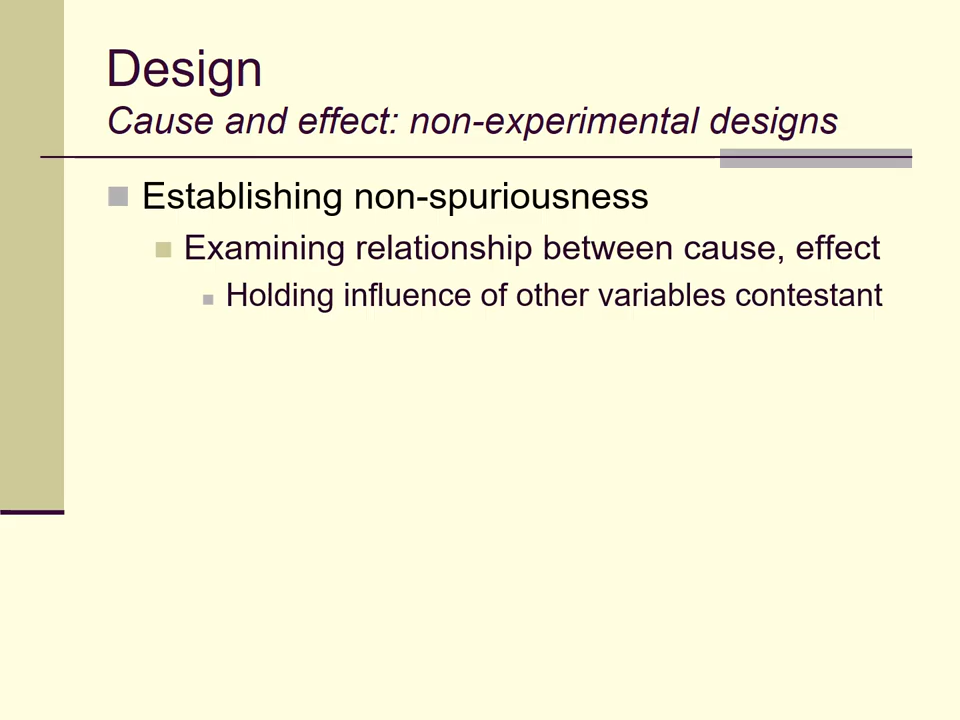 Design
Cause and effect: non-experimental designs
Establishing non-spuriousness
Examining relationship between cause, effect
Holding influence of other variables contestant